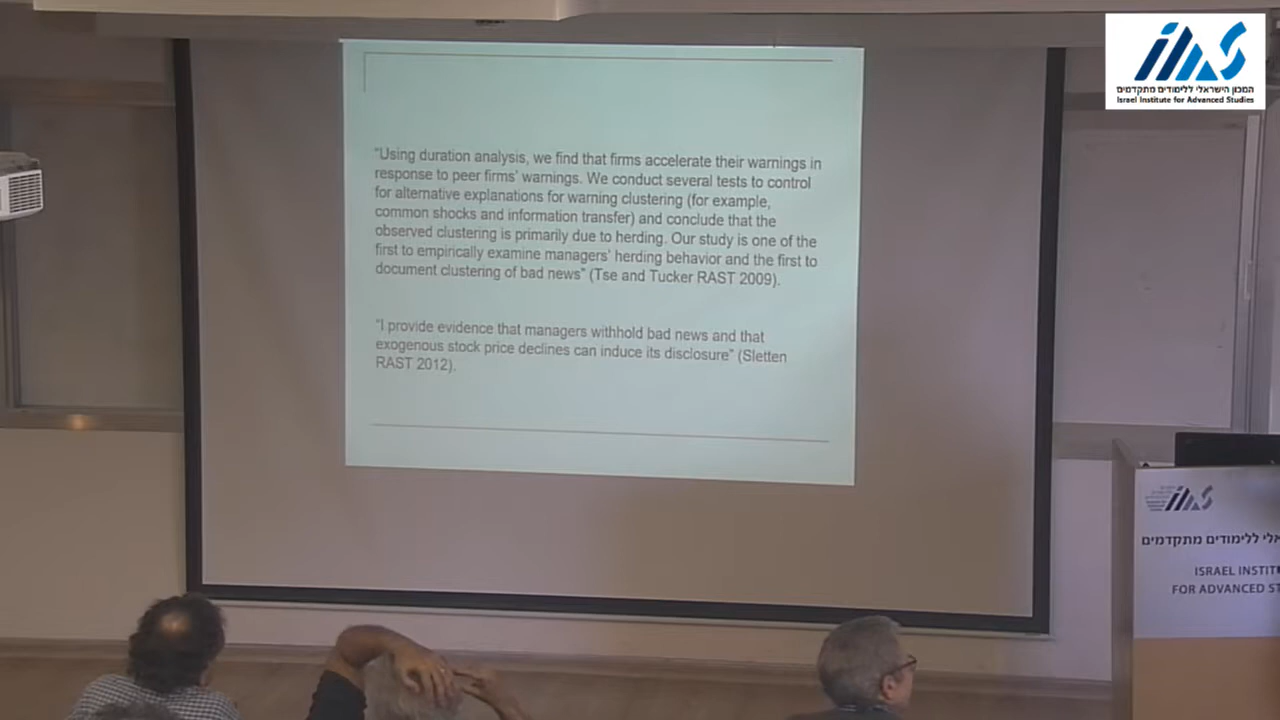 המכון הישראלי ללימודים מתקדמים
Israel Institute for Advanced Studies
“Using duration analysis, we find that firms accelerate their warnings in
response to peer firms’ warnings. We conduct several tests to control
for alternative explanations for warning clustering (for example,
common shocks and information transfer) and conclude that the
observed clustering is primarily due to herding. Our study is one of the
first to empirically examine managers’ herding behavior and the first to
document clustering of bad news” (Tse and Tucker RAST 2009).
“I provide evidence that managers withhold bad news and that
exogenous stock price declines can induce its disclosure” (Sletten
RAST 2012).
אלי ללימודים מתקדמים
ISRAEL INSTIT
FOR ADVANCED ST